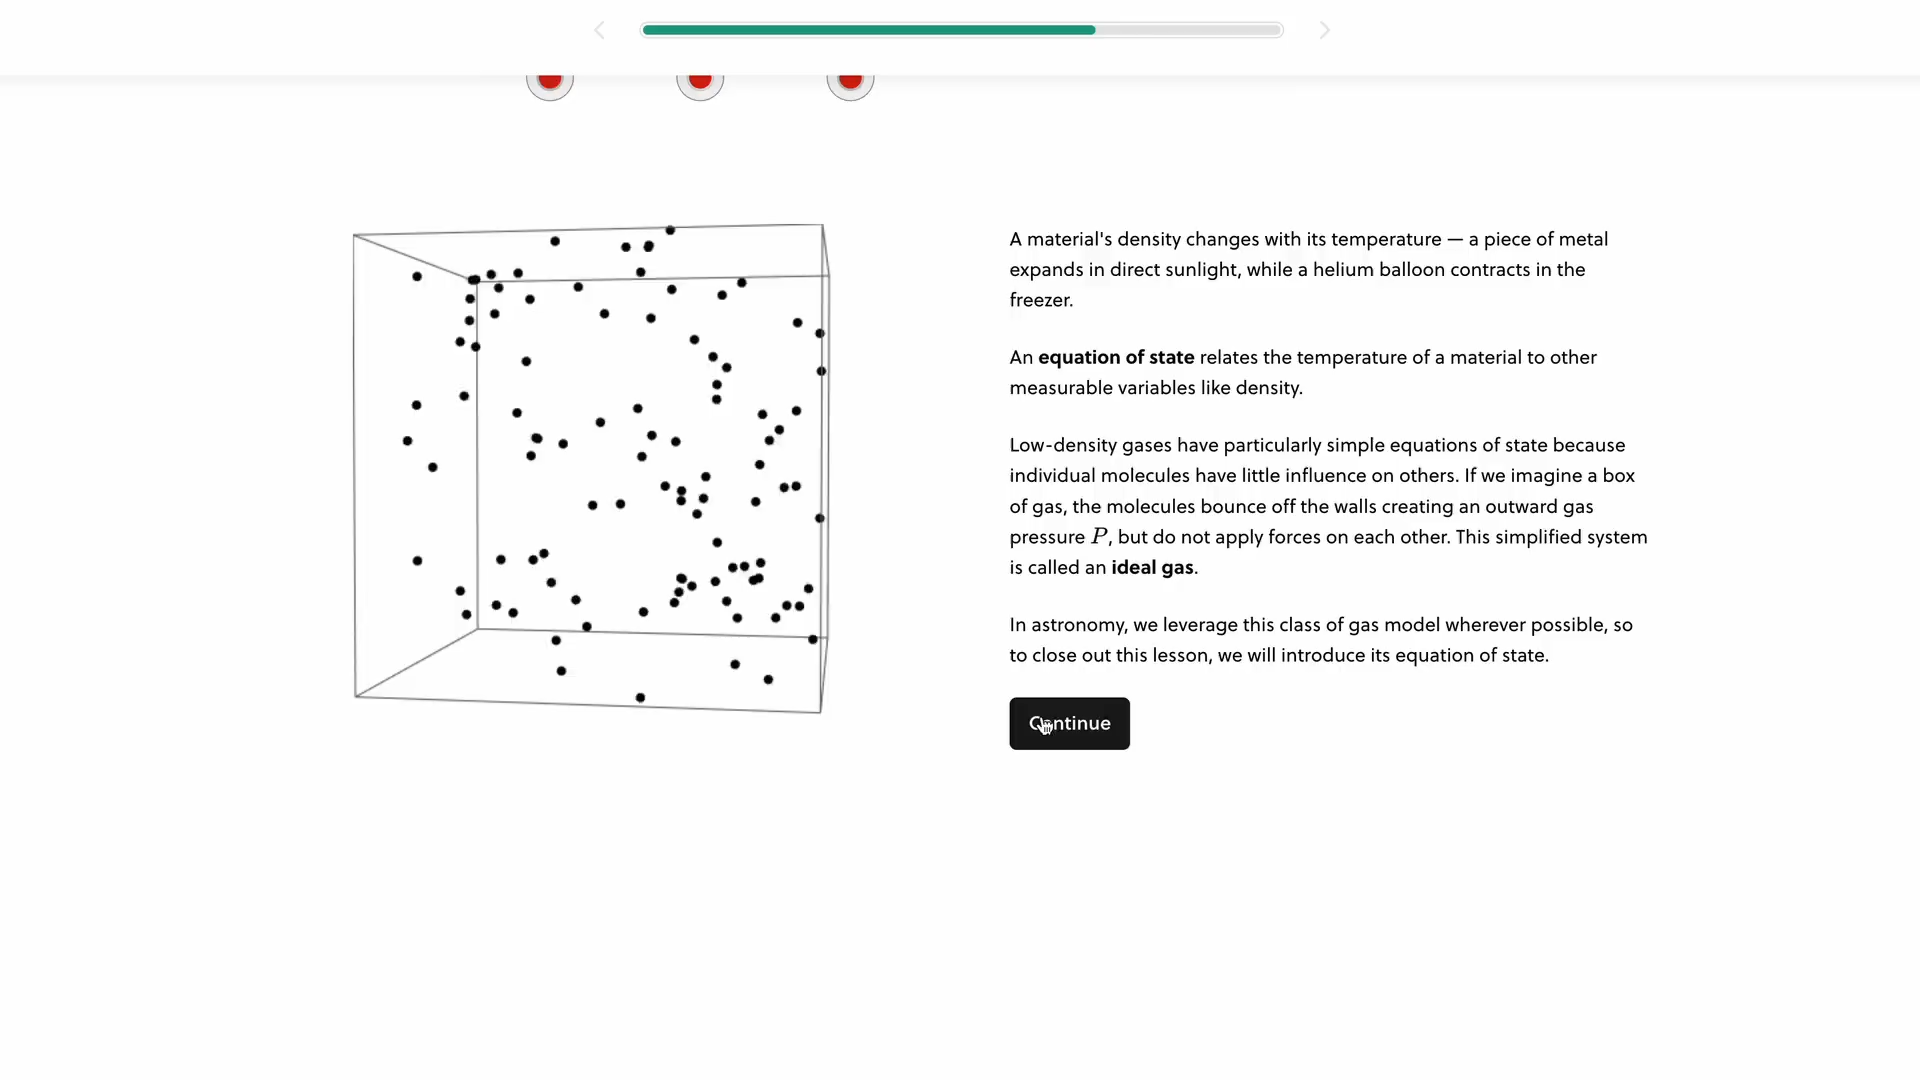 A material's density changes with its temperature — a piece of metal
expands in direct sunlight, while a helium balloon contracts in the
freezer.
An equation of state relates the temperature of a material to other
measurable variables like density.
Low-density gases have particularly simple equations of state because
individual molecules have little influence on others. If we imagine a box
of gas, the molecules bounce off the walls creating an outward gas
pressure P, but do not apply forces on each other. This simplified system
is called an ideal gas.
In astronomy, we leverage this class of gas model wherever possible, so
to close out this lesson, we will introduce its equation of state.
Continue